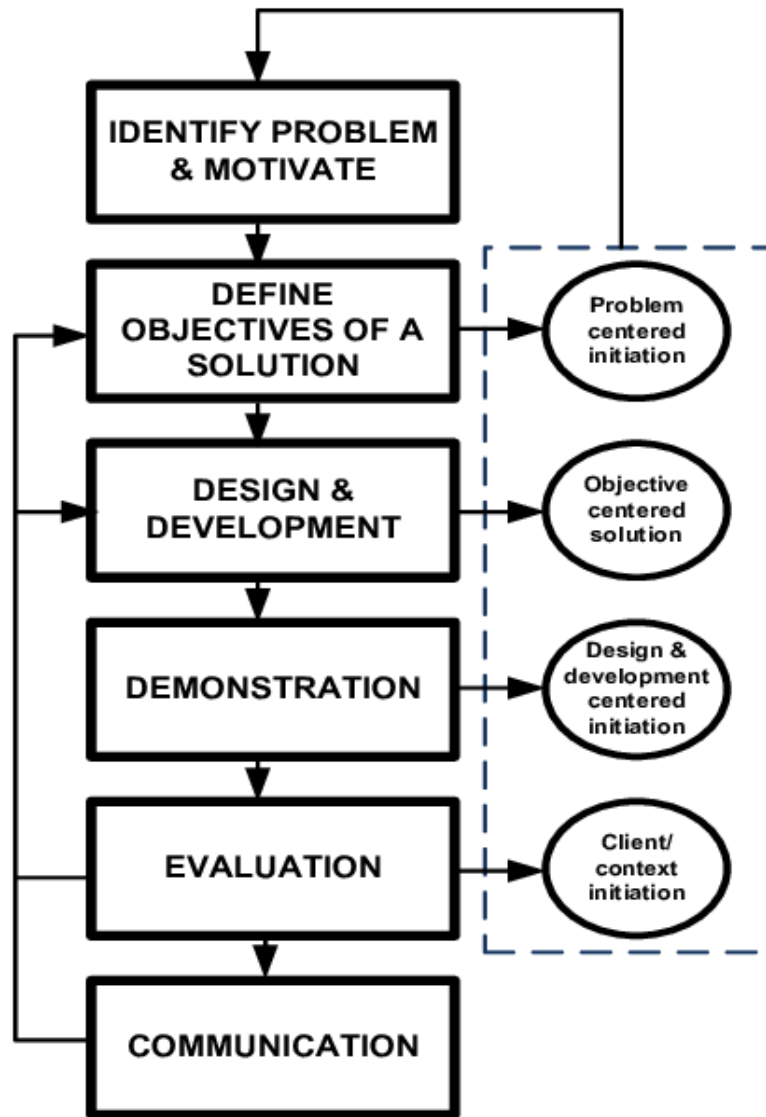 IDENTIFY PROBLEM
& MOTIVATE
DEFINE
OBJECTIVES OF A
SOLUTION
Problem
centered
initiation
DESIGN &
DEVELOPMENT
Objective
centered
solution
DEMONSTRATION
Design &
development
centered
initiation
EVALUATION
Client/
context
initiation
COMMUNICATION